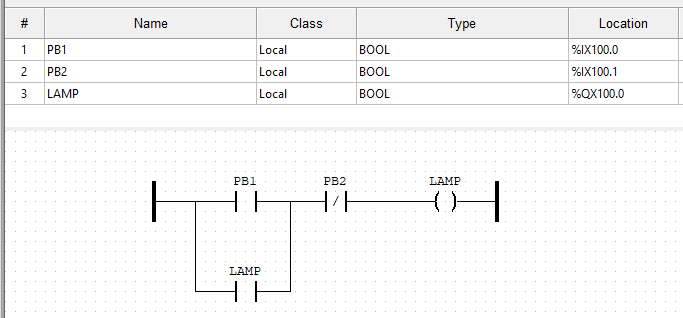 # Name Class Type Location
1 PB1 Local BOOL %IX100.0
2 PB2 Local BOOL %IX100.1
3 LAMP Local BOOL %QX100.0
PB1 PB2 LAMP
LAMP